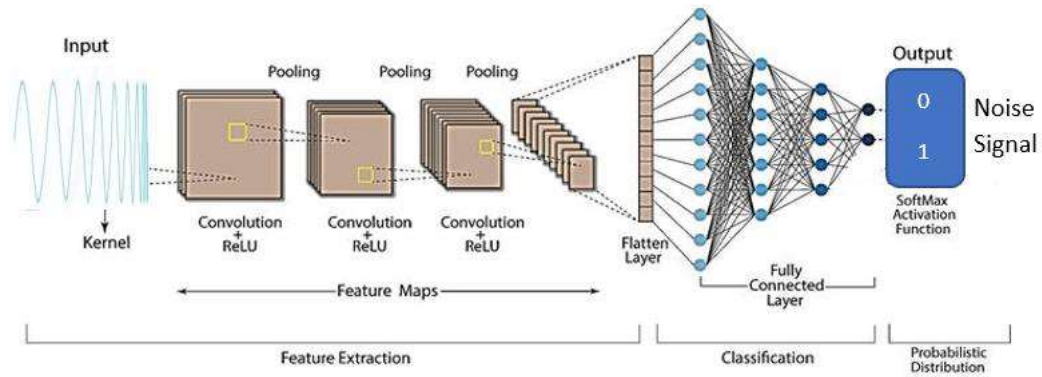 Input
Pooling
Pooling
Pooling
Output
0
Noise
1
Signal
Kernel
Convolution
+
ReLU
Convolution
+
ReLU
Convolution
+
ReLU
Flatten
Layer
SoftMax
Activation
Function
Feature Maps
Fully
Connected
Layer
Feature Extraction
Classification
Probabilistic
Distribution